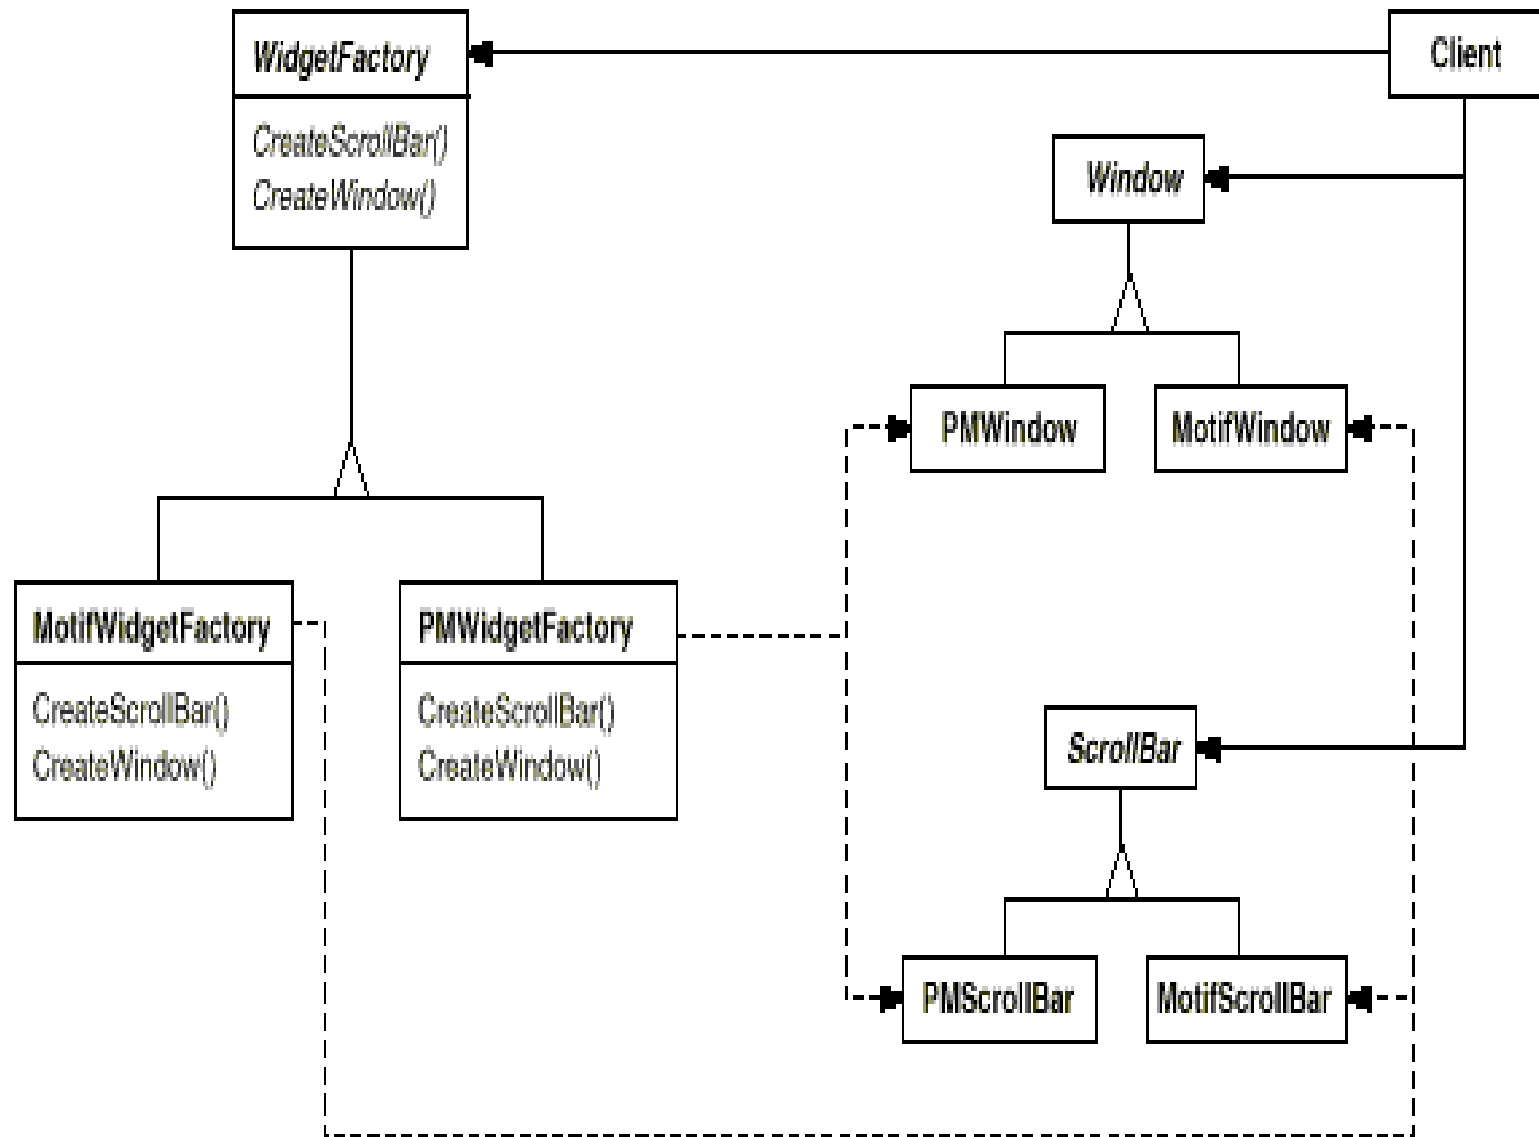 WidgetFactory
CreateScrollBar()
CreateWindow()
Client
Window
PMWindow
MotifWindow
MotifWidgetFactory
CreateScrollBar()
CreateWindow()
PMWidgetFactory
CreateScrollBar()
CreateWindow()
ScrollBar
PMScrollBar
MotifScrollBar